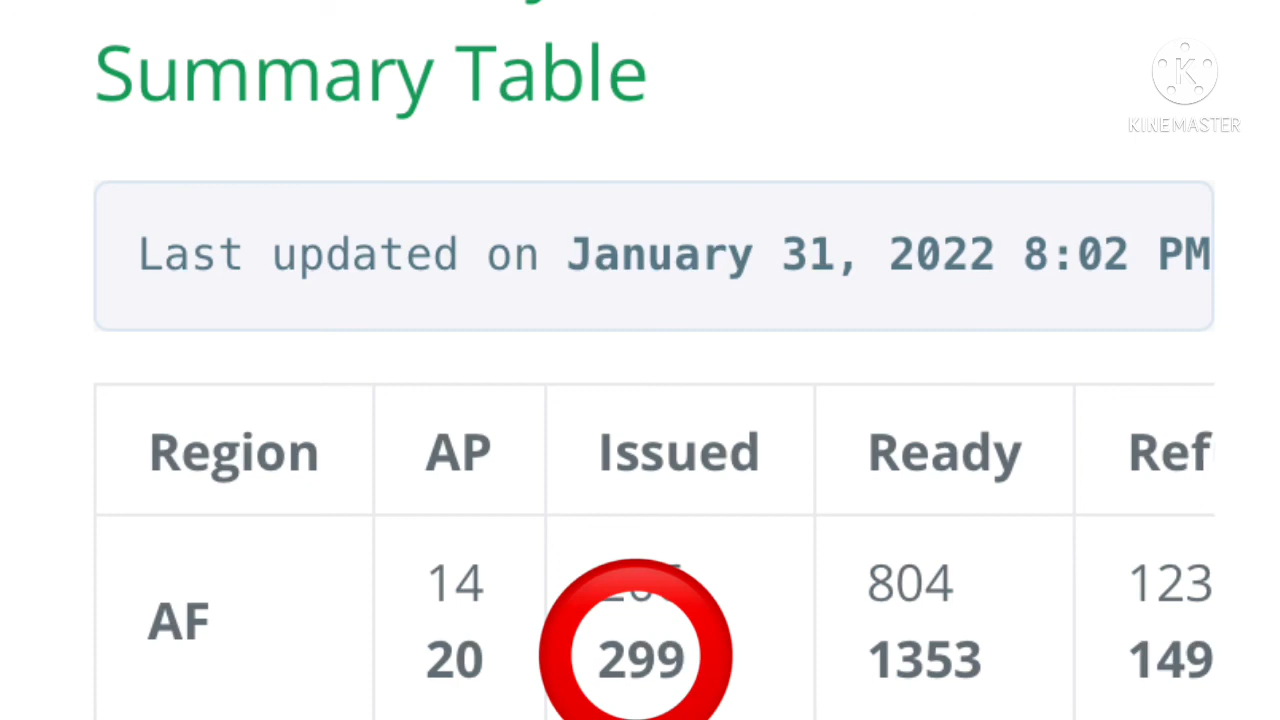 Summary Table
KINEMASTER
Last updated on January 31, 2022 8:02 PM
Region AP Issued Ready Ref
AF
14 804 123
20 299 1353 149